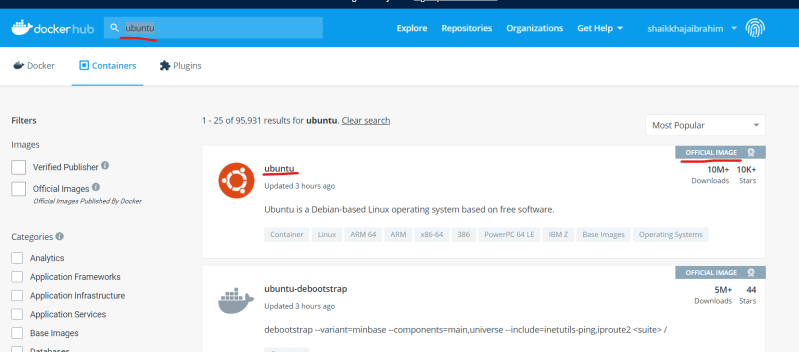 docker hub
ubuntu
Explore Repositories Organizations Get Help shaikkhajaibrahim
Docker Containers Plugins
Filters
1 - 25 of 95,931 results for ubuntu. Clear search
Most Popular
Images
Verified Publisher
Official Images
Official Images Published By Docker
Categories
Analytics
Application Frameworks
Application Infrastructure
Application Services
Base Images
Databases
OFFICIAL IMAGE
ubuntu
10M+ 10K+
Downloads Stars
Updated 3 hours ago
Ubuntu is a Debian-based Linux operating system based on free software.
Container Linux ARM 64 ARM x86-64 386 PowerPC 64 LE IBM Z Base Images Operating Systems
OFFICIAL IMAGE
ubuntu-debootstrap
5M+ 44
Downloads Stars
Updated 3 hours ago
debootstrap --variant=minbase --components=main,universe --include=inetutils-ping,iproute2 <suite> /